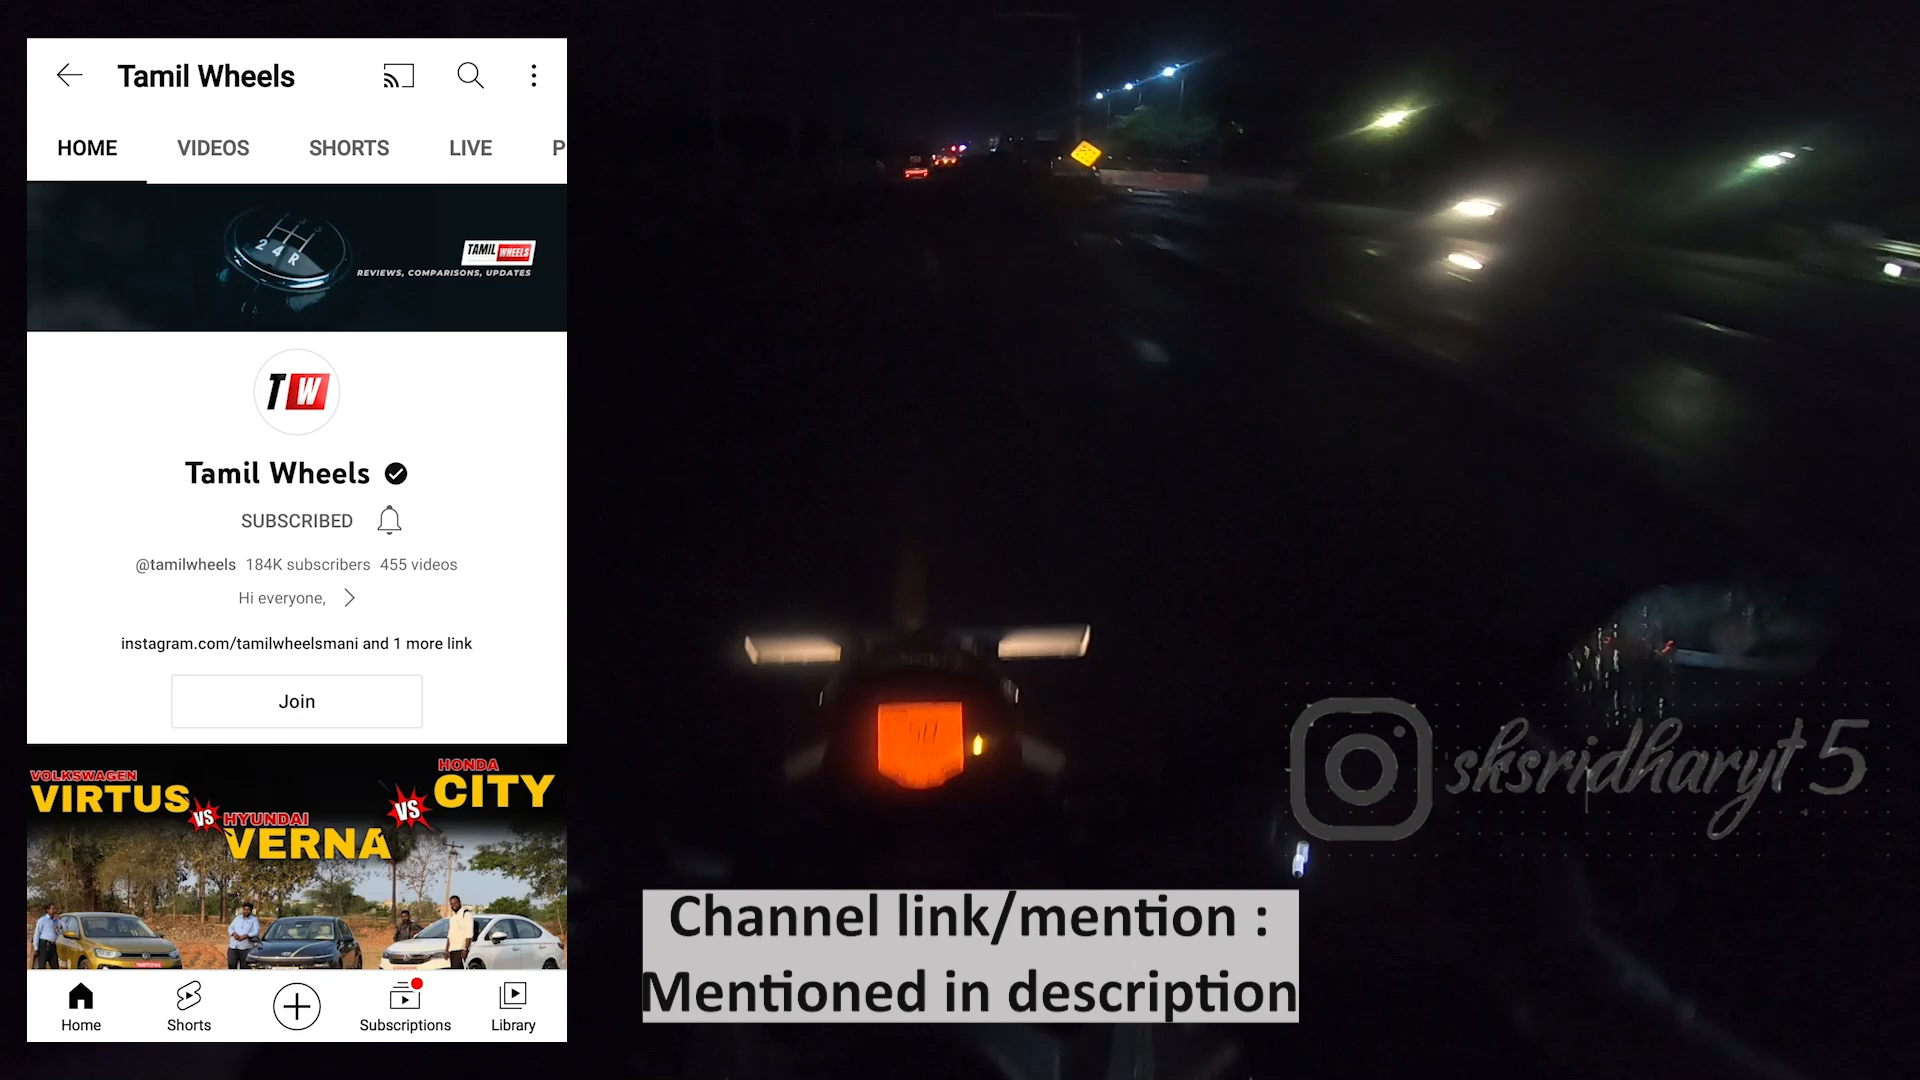 Tamil Wheels
HOME VIDEOS SHORTS LIVE P
2 4 R
TAMIL WHEELS
REVIEWS, COMPARISONS, UPDATES
TW
Tamil Wheels
SUBSCRIBED
@tamilwheels 184K subscribers 455 videos
Hi everyone,
instagram.com/tamilwheelsmani and 1 more link
Join
VOLKSWAGEN
VIRTUS
VS
HYUNDAI
VERNA
VS
HONDA
CITY
Home Shorts Subscriptions Library
sksridharyt 5
Channel link/mention :
Mentioned in description